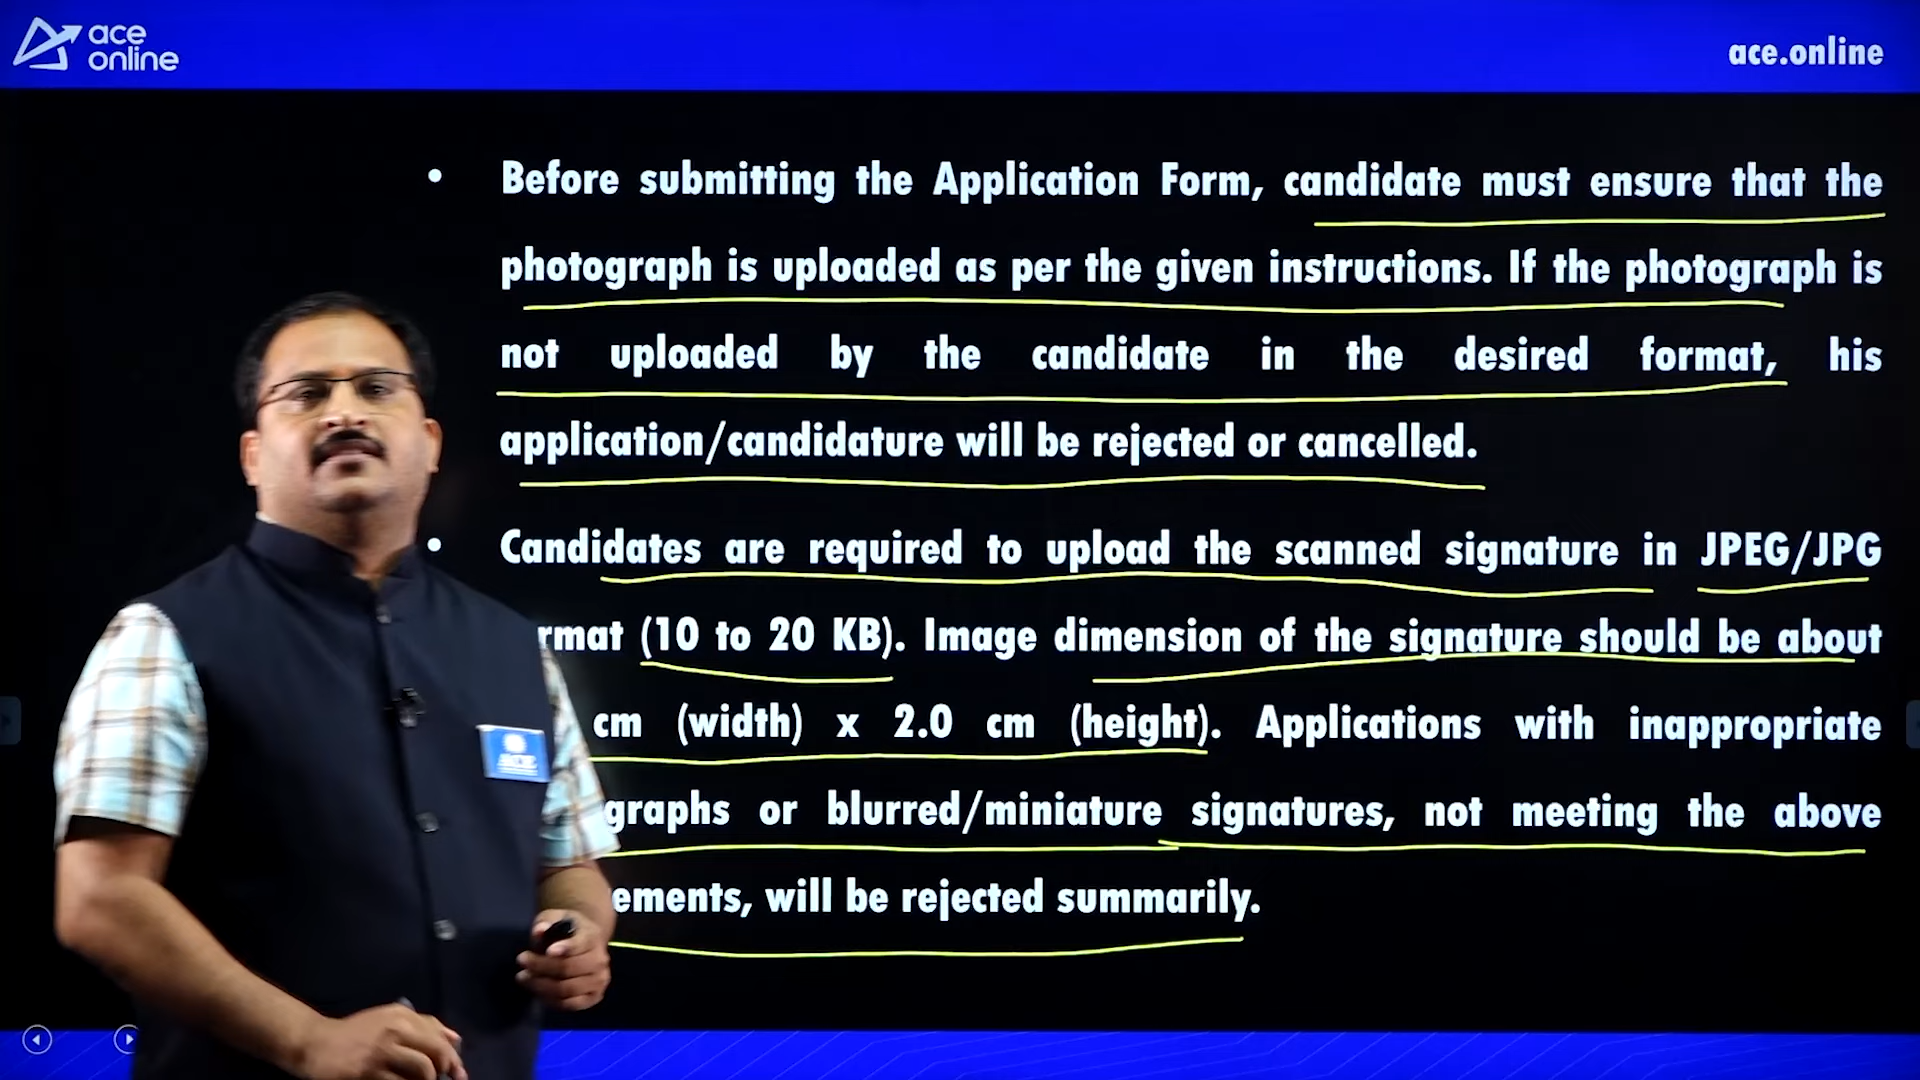 ace
online
ace.online
• Before submitting the Application Form, candidate must ensure that the
photograph is uploaded as per the given instructions. If the photograph is
not uploaded by the candidate in the desired format, his
application/candidature will be rejected or cancelled.
• Candidates are required to upload the scanned signature in JPEG/JPG
rmat (10 to 20 KB). Image dimension of the signature should be about
cm (width) x 2.0 cm (height). Applications with inappropriate
graphs or blurred/miniature signatures, not meeting the above
ements, will be rejected summarily.
ACE